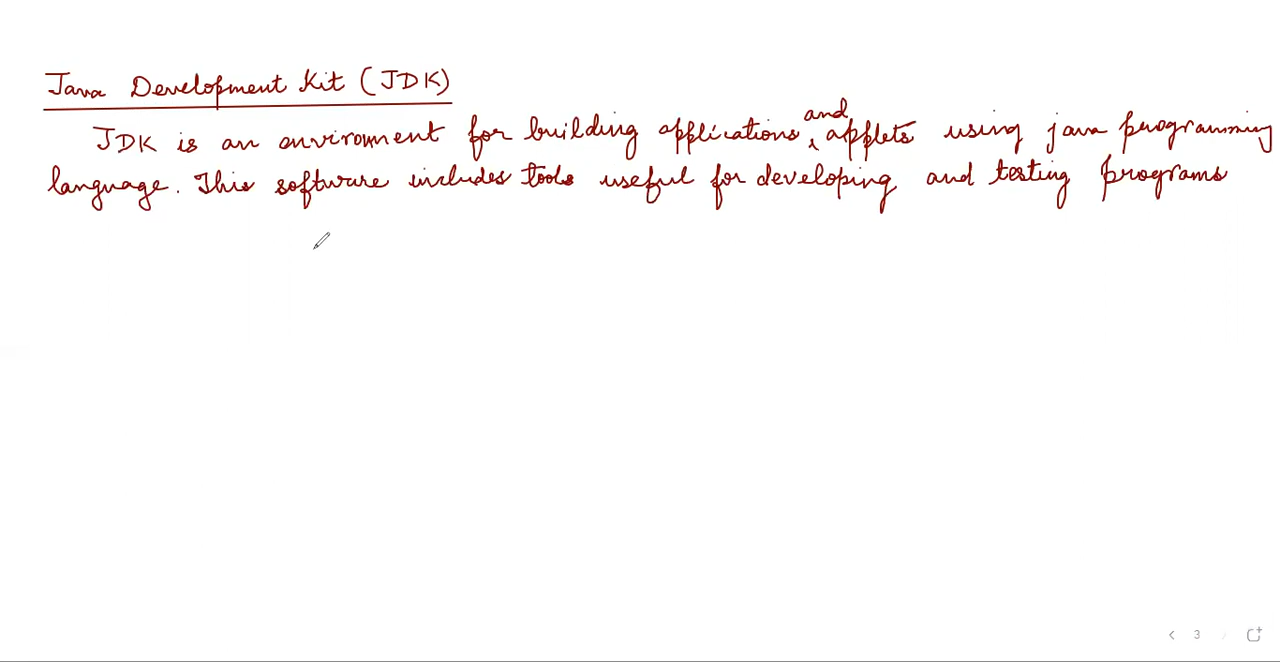 Java Development Kit (JDK)
JDK is an enviroment for building applications and applets using java programming
language. This software includes tools useful for developing and testing programs
3